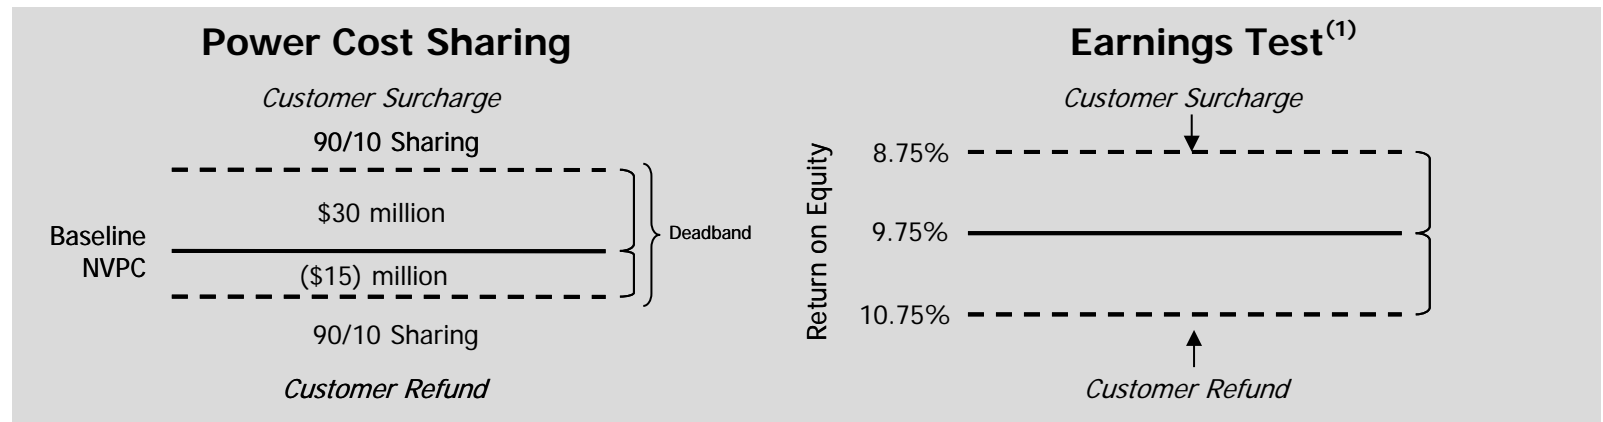 Power Cost Sharing
Customer Surcharge
90/10 Sharing
$30 million
Baseline
NVPC
($15) million
Deadband
90/10 Sharing
Customer Refund
Earnings Test(1)
Customer Surcharge
Return on Equity
8.75%
9.75%
10.75%
Customer Refund